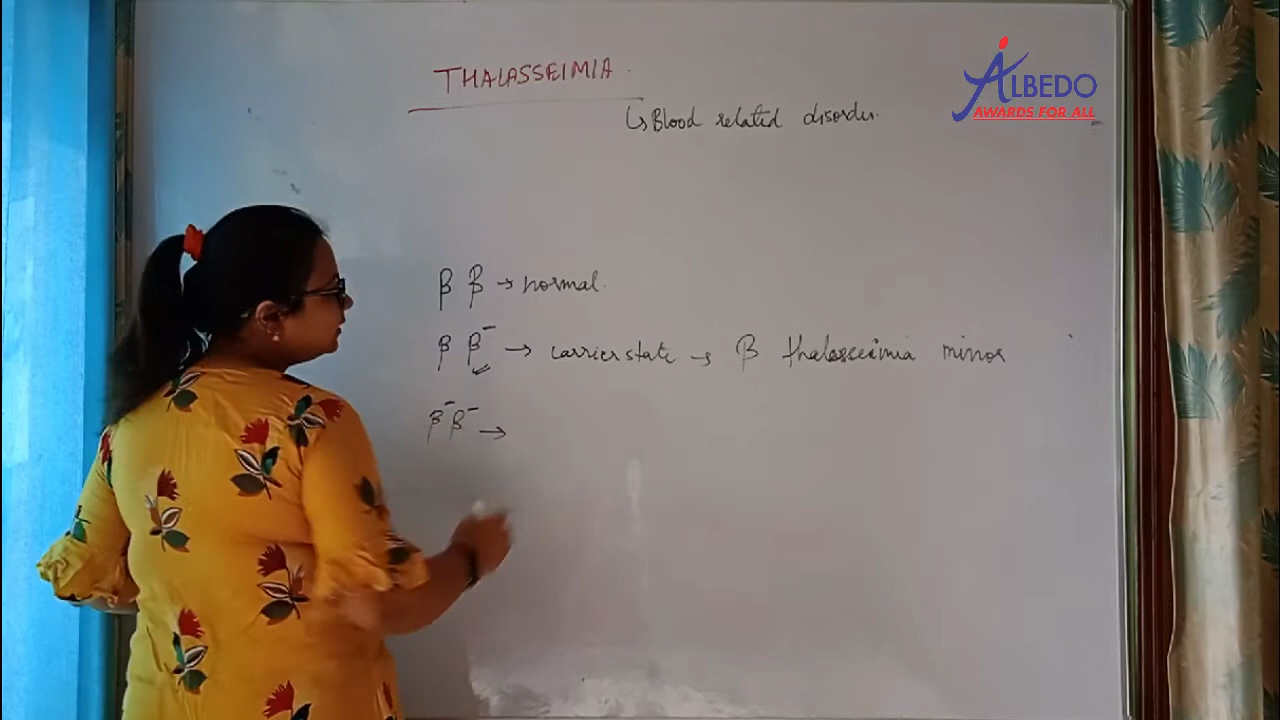 THALASSEIMIA.
↳ Blood related disorder.
ALBEDO
AWARDS FOR ALL
β β → normal.
β β⁻ → carrier state → β thalasseimia minor
β⁻ β⁻ →